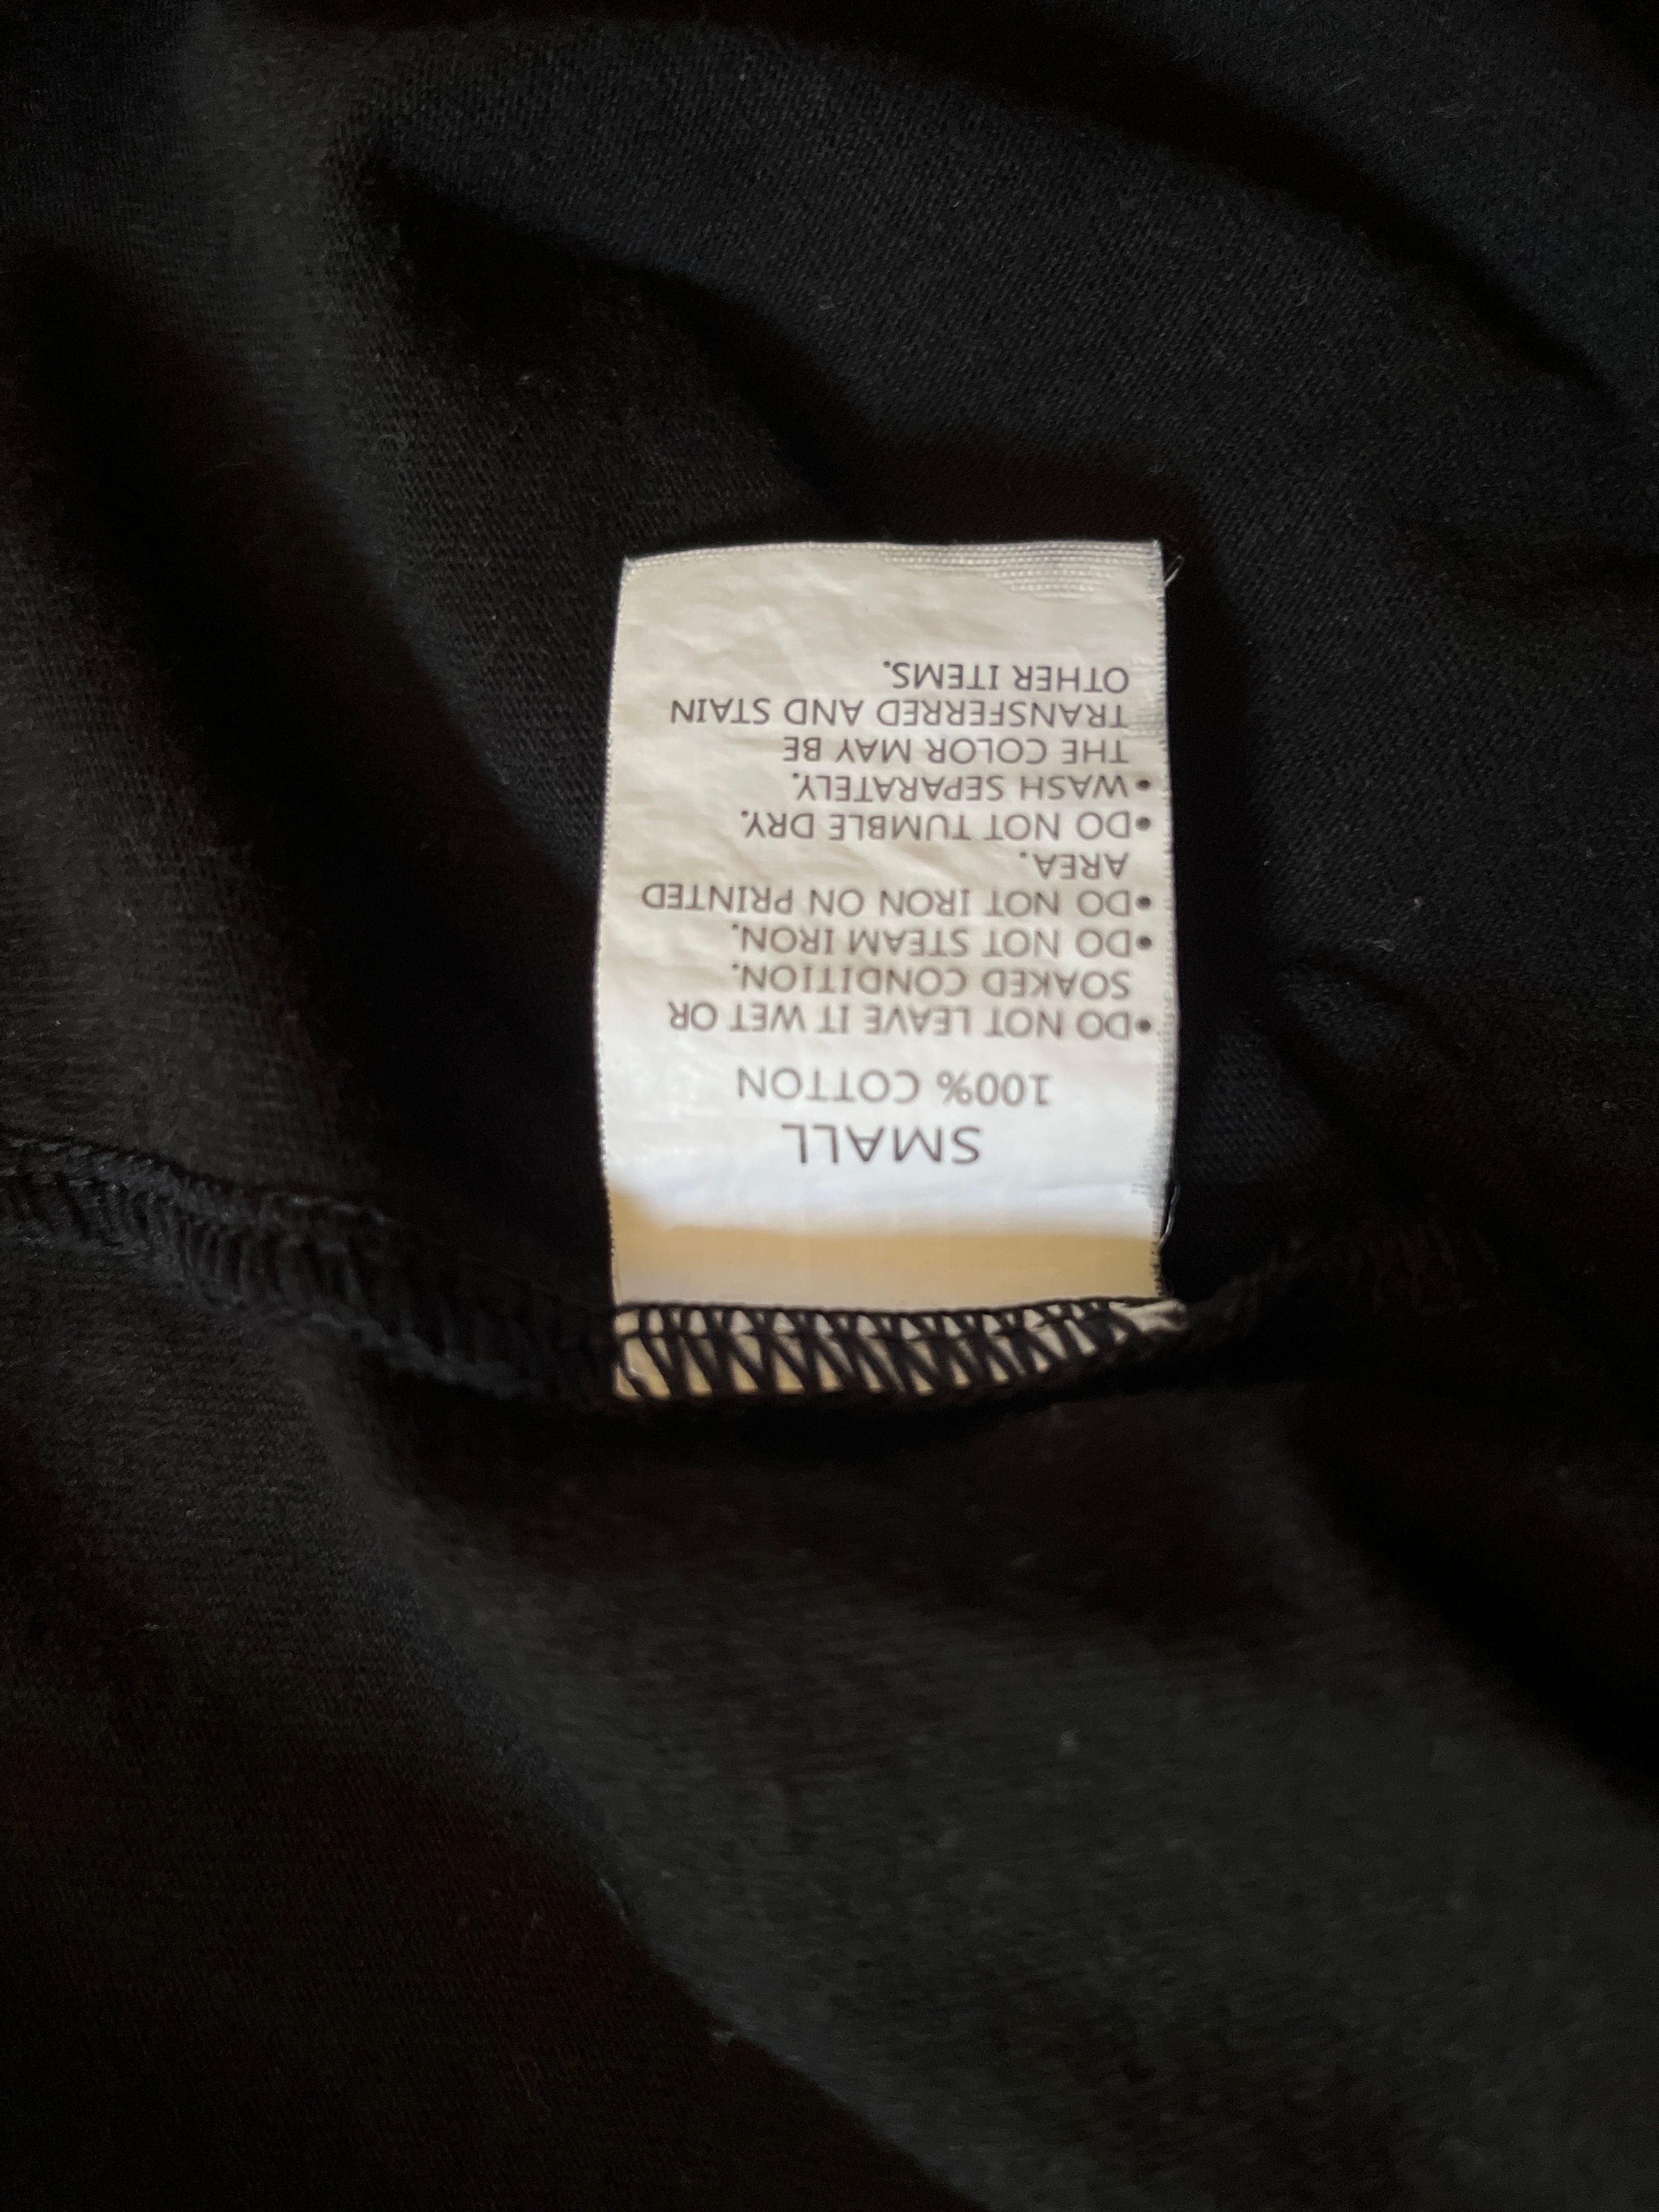 SMALL
100% COTTON
•DO NOT LEAVE IT WET OR
SOAKED CONDITION.
•DO NOT STEAM IRON.
•DO NOT IRON ON PRINTED
AREA.
•DO NOT TUMBLE DRY.
•WASH SEPARATELY.
THE COLOR MAY BE
TRANSFERRED AND STAIN
OTHER ITEMS.